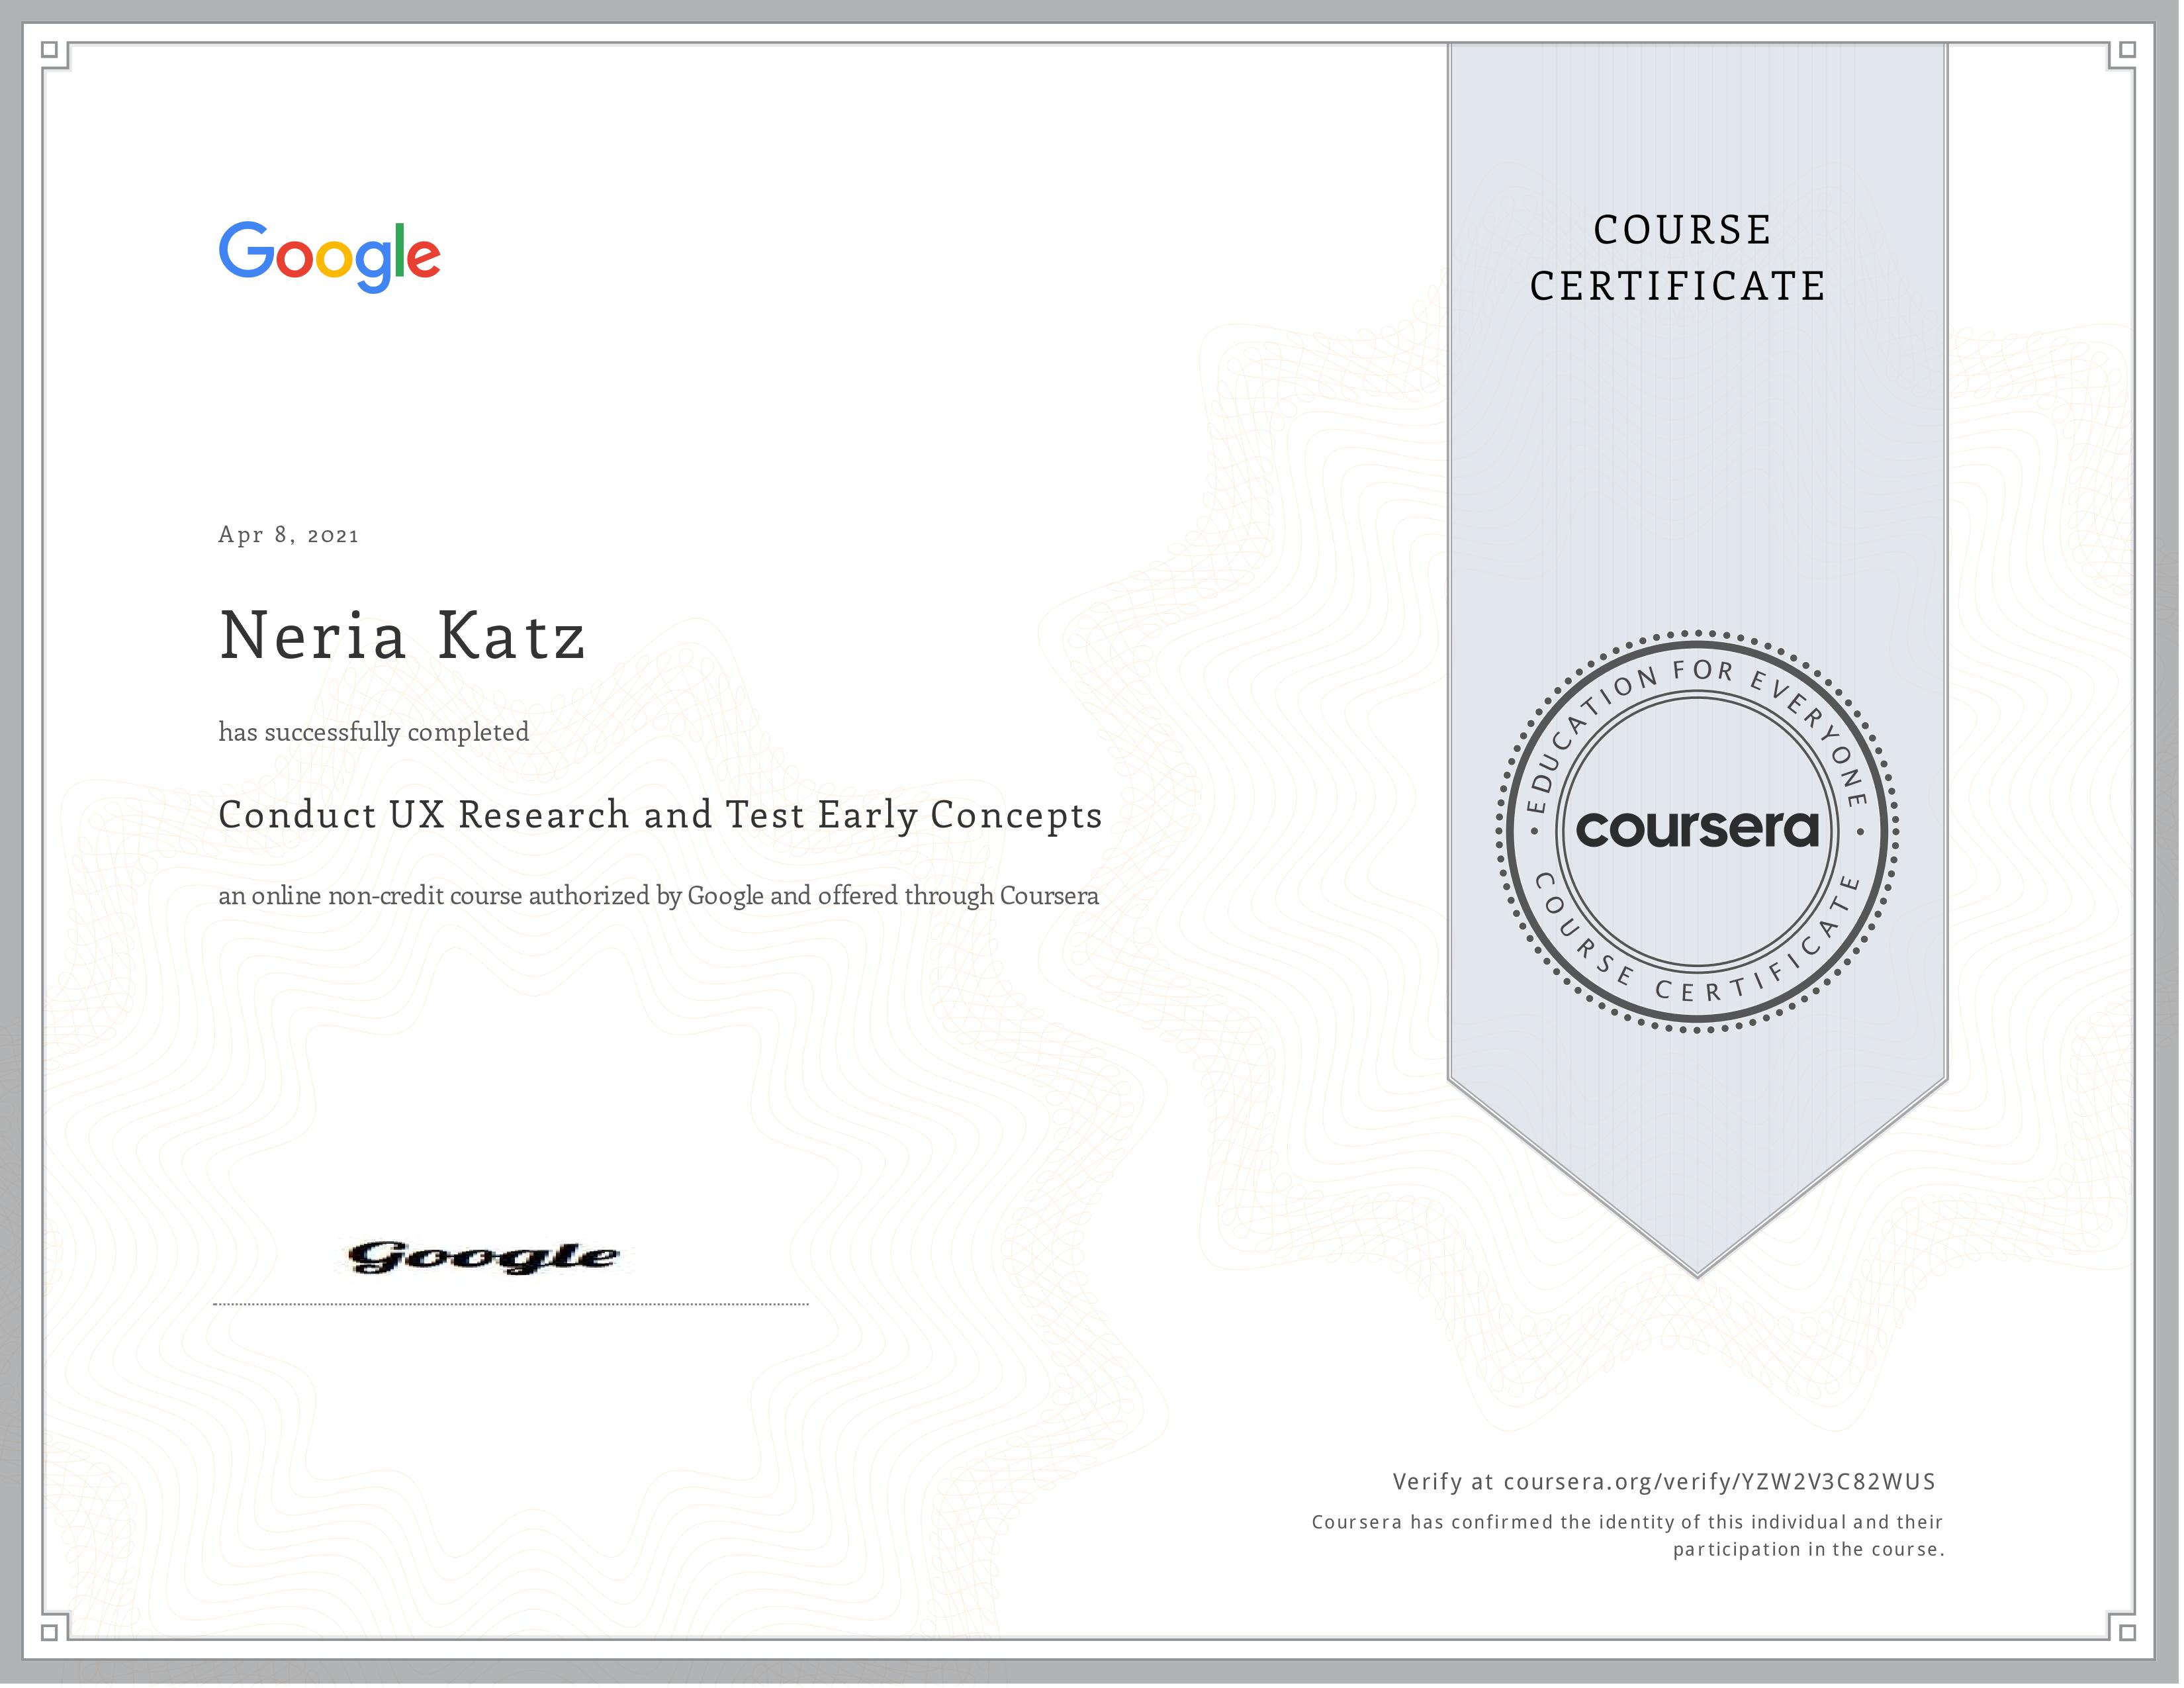 Google
COURSE
CERTIFICATE
Apr 8, 2021
Neria Katz
has successfully completed
Conduct UX Research and Test Early Concepts
an online non-credit course authorized by Google and offered through Coursera
EDUCATION FOR EVERYONE
coursera
COURSE CERTIFICATE
Google
Verify at coursera.org/verify/YZW2V3C82WUS
Coursera has confirmed the identity of this individual and their
participation in the course.